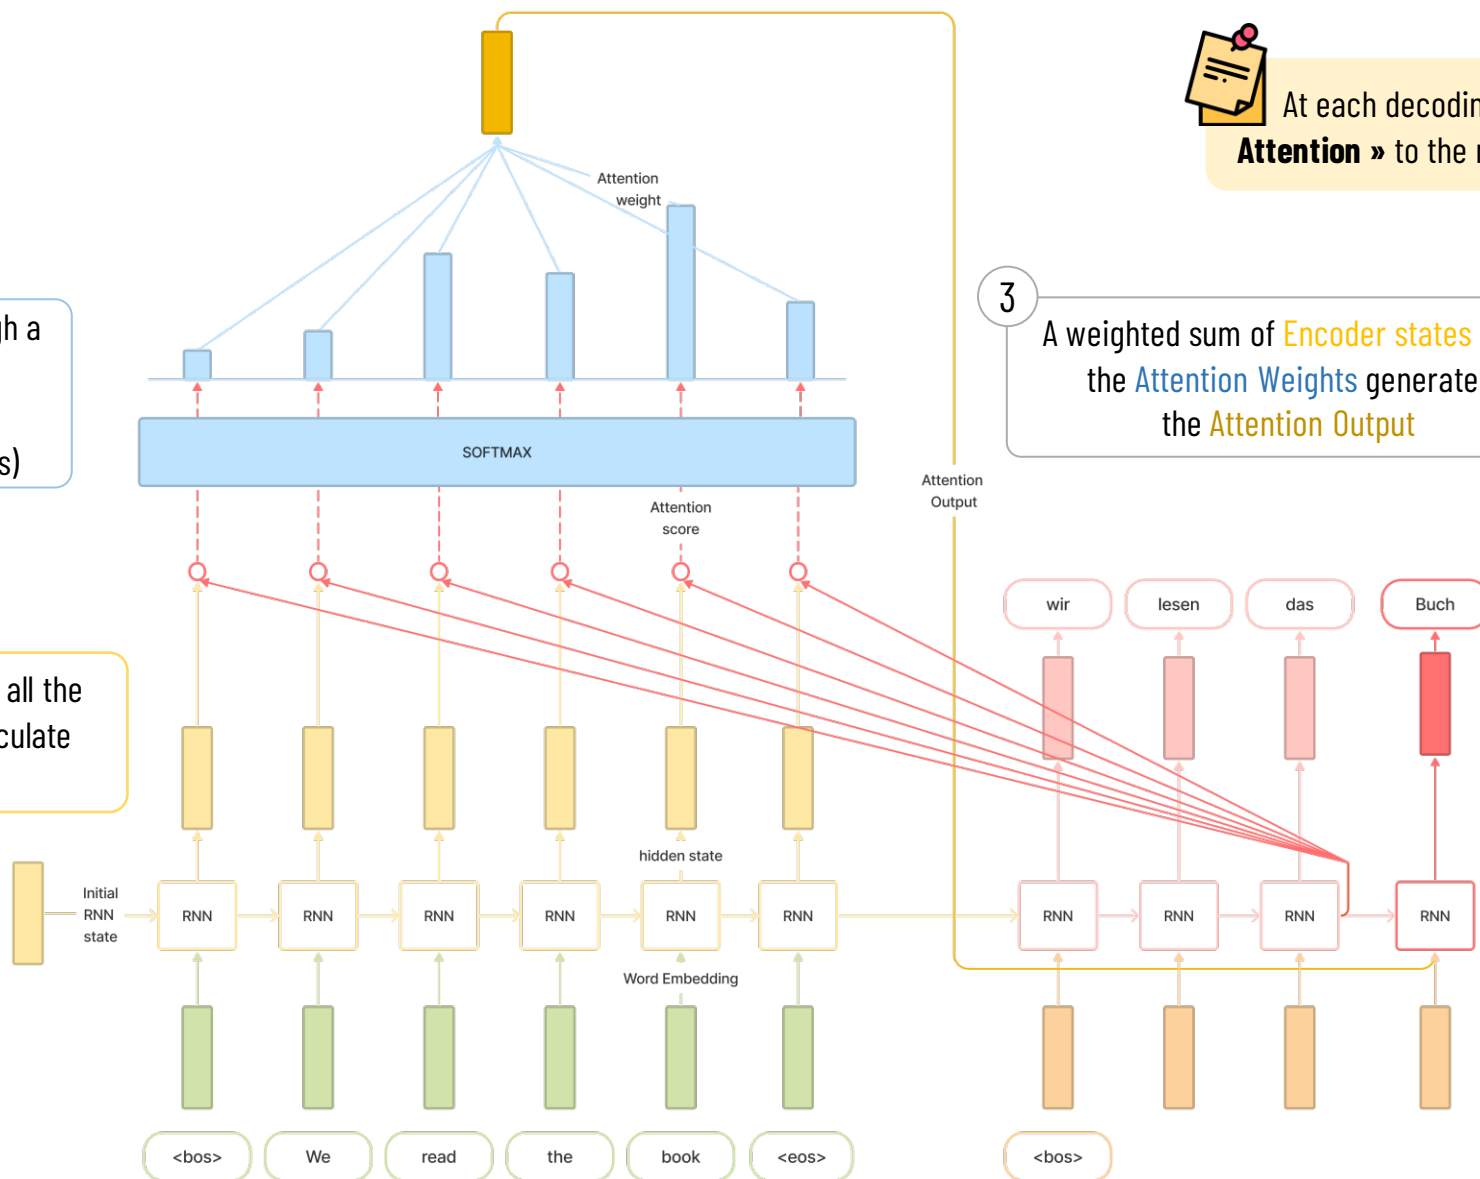 At each decodin
Attention » to the r
Attention
weight
gh a
s)
3
A weighted sum of Encoder states
the Attention Weights generate
the Attention Output
SOFTMAX
Attention
score
Attention
Output
wir
lesen
das
Buch
all the
culate
hidden state
Initial
RNN
state
RNN
RNN
RNN
RNN
RNN
RNN
RNN
RNN
RNN
RNN
Word Embedding
<bos>
We
read
the
book
<eos>
<bos>